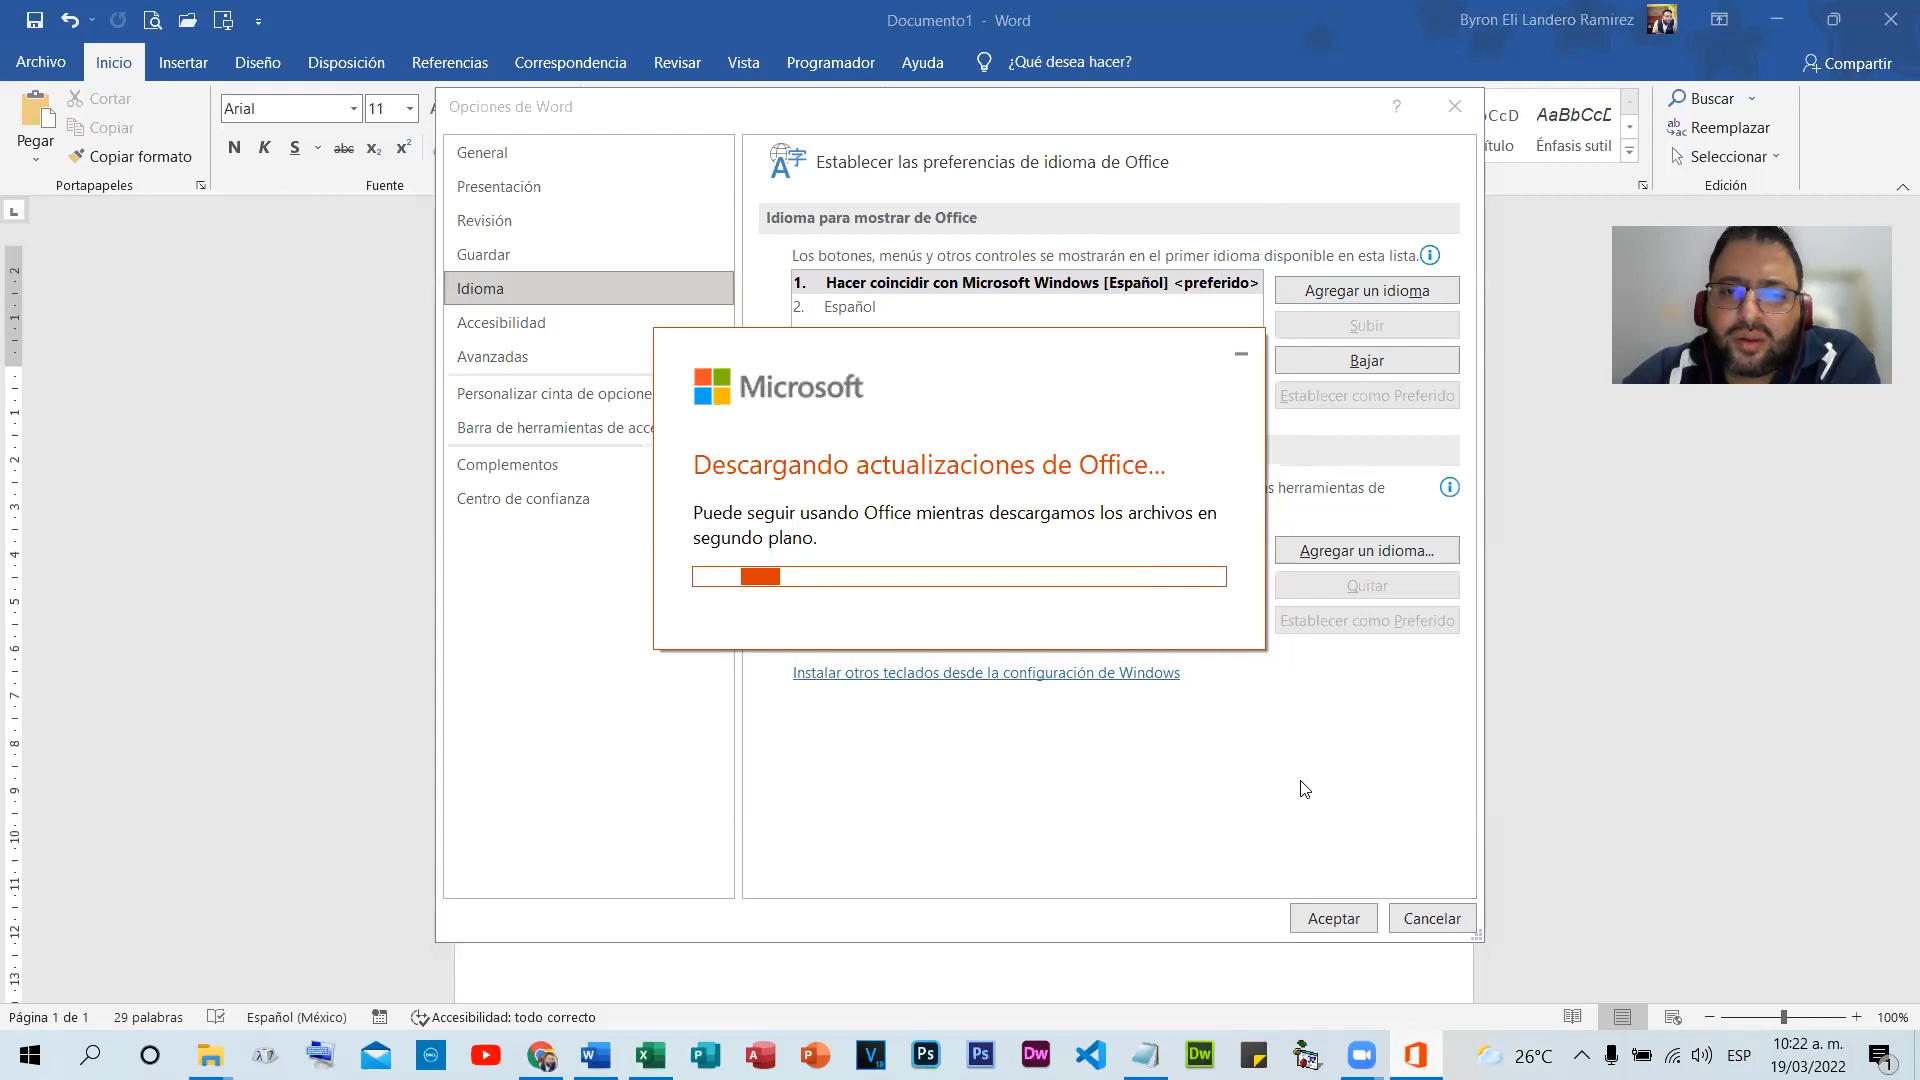 Documento1 - Word
Byron Eli Landero Ramirez
Archivo
Inicio
Insertar
Diseño
Disposición
Referencias
Correspondencia
Revisar
Vista
Programador
Ayuda
¿Qué desea hacer?
Compartir
Pegar
Cortar
Copiar
Copiar formato
Portapapeles
Arial
11
N K S abc x₂ x²
Fuente
AaBbCcD
Énfasis sutil
Buscar
Reemplazar
Seleccionar
Edición
Opciones de Word
?
General
Presentación
Revisión
Guardar
Idioma
Accesibilidad
Avanzadas
Personalizar cinta de opcione
Barra de herramientas de acce
Complementos
Centro de confianza
Establecer las preferencias de idioma de Office
Idioma para mostrar de Office
Los botones, menús y otros controles se mostrarán en el primer idioma disponible en esta lista.
1. Hacer coincidir con Microsoft Windows [Español] <preferido>
2. Español
Agregar un idioma
Subir
Bajar
Establecer como Preferido
Microsoft
Descargando actualizaciones de Office...
Puede seguir usando Office mientras descargamos los archivos en
segundo plano.
herramientas de
Agregar un idioma...
Quitar
Establecer como Preferido
Instalar otros teclados desde la configuración de Windows
Aceptar
Cancelar
Página 1 de 1
29 palabras
Español (México)
Accesibilidad: todo correcto
100%
26°C
ESP
10:22 a. m.
19/03/2022
1